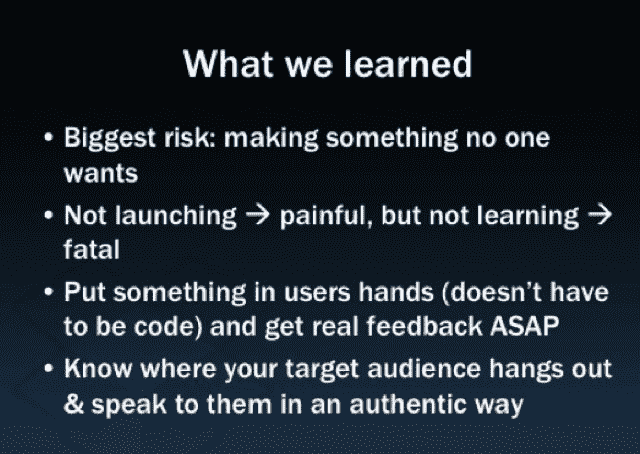 What we learned
• Biggest risk: making something no one
wants
• Not launching → painful, but not learning →
fatal
• Put something in users hands (doesn't have
to be code) and get real feedback ASAP
• Know where your target audience hangs out
& speak to them in an authentic way